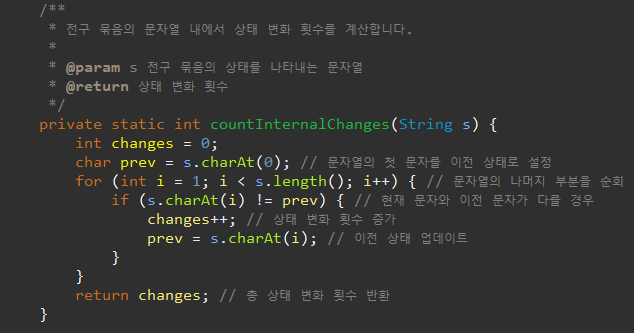 /**
 * 전구 묶음의 문자열 내에서 상태 변화 횟수를 계산합니다.
 *
 * @param s 전구 묶음의 상태를 나타내는 문자열
 * @return 상태 변화 횟수
 */
private static int countInternalChanges(String s) {
    int changes = 0;
    char prev = s.charAt(0); // 문자열의 첫 문자를 이전 상태로 설정
    for (int i = 1; i < s.length(); i++) { // 문자열의 나머지 부분을 순회
        if (s.charAt(i) != prev) { // 현재 문자와 이전 문자가 다를 경우
            changes++; // 상태 변화 횟수 증가
            prev = s.charAt(i); // 이전 상태 업데이트
        }
    }
    return changes; // 총 상태 변화 횟수 반환
}